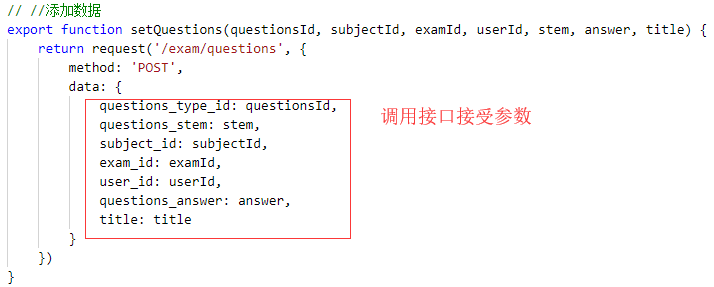 // //添加数据
export function setQuestions(questionsId, subjectId, examId, userId, stem, answer, title) {
return request('/exam/questions', {
method: 'POST',
data: {
questions_type_id: questionsId,
questions_stem: stem,
subject_id: subjectId,
exam_id: examId,
user_id: userId,
questions_answer: answer,
title: title
调用接口接受参数
}
})
}